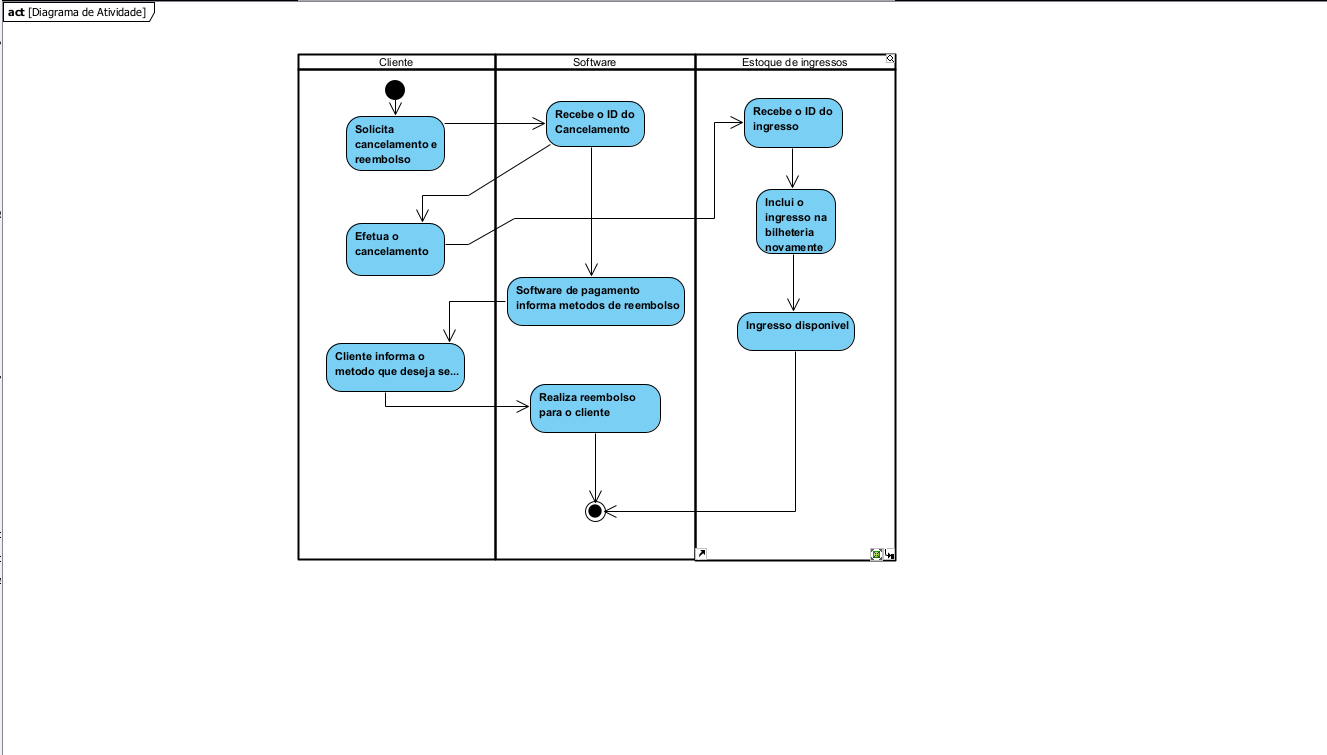 act [Diagrama de Atividade]
Cliente
Software
Estoque de ingressos
Solicita
cancelamento e
reembolso
Recebe o ID do
Cancelamento
Recebe o ID do
ingresso
Efetua o
cancelamento
Inclui o
ingresso na
bilheteria
novamente
Software de pagamento
informa metodos de reembolso
Ingresso disponivel
Cliente informa o
metodo que deseja se...
Realiza reembolso
para o cliente